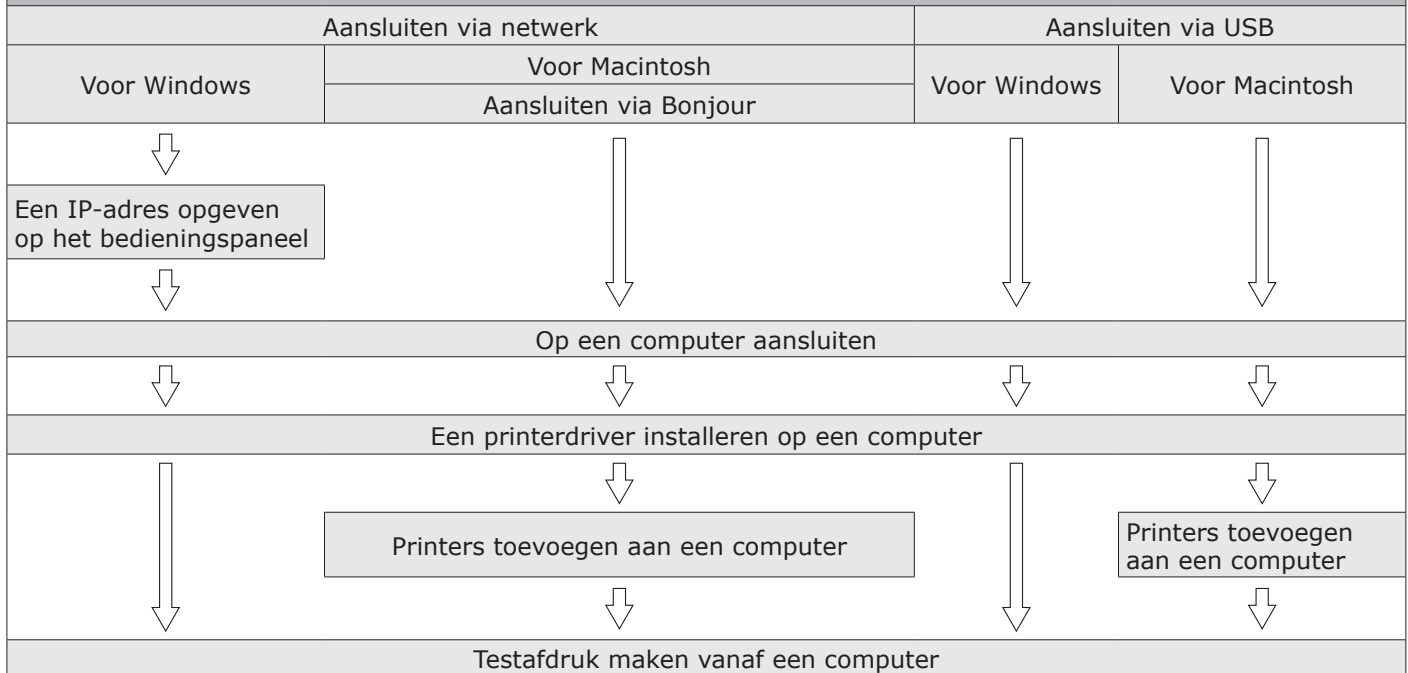 Aansluiten via netwerk
Aansluiten via USB
Voor Windows
Voor Macintosh
Aansluiten via Bonjour
Voor Windows
Voor Macintosh
Een IP-adres opgeven
op het bedieningspaneel
Op een computer aansluiten
Een printerdriver installeren op een computer
Printers toevoegen aan een computer
Printers toevoegen
aan een computer
Testafdruk maken vanaf een computer